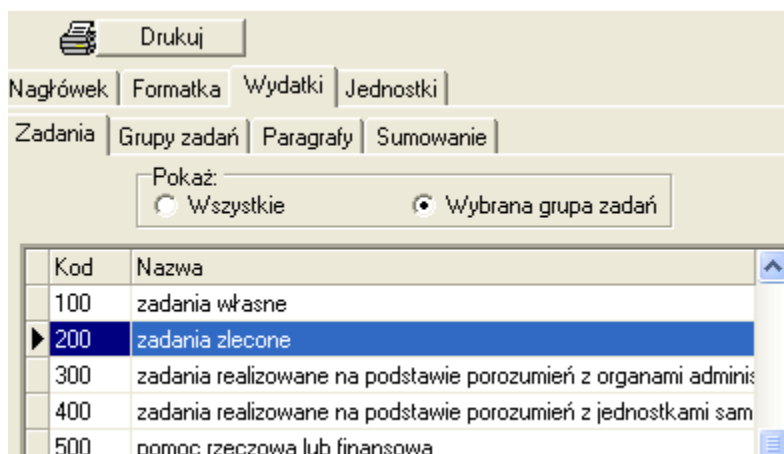 Drukuj
Nagłówek Formatka Wydatki Jednostki
Zadania Grupy zadań Paragrafy Sumowanie
Pokaż:
Wszystkie Wybrana grupa zadań
Kod Nazwa
100 zadania własne
200 zadania zlecone
300 zadania realizowane na podstawie porozumień z organami adminis
400 zadania realizowane na podstawie porozumień z jednostkami sam
500 pomoc rzeczowa lub finansowa